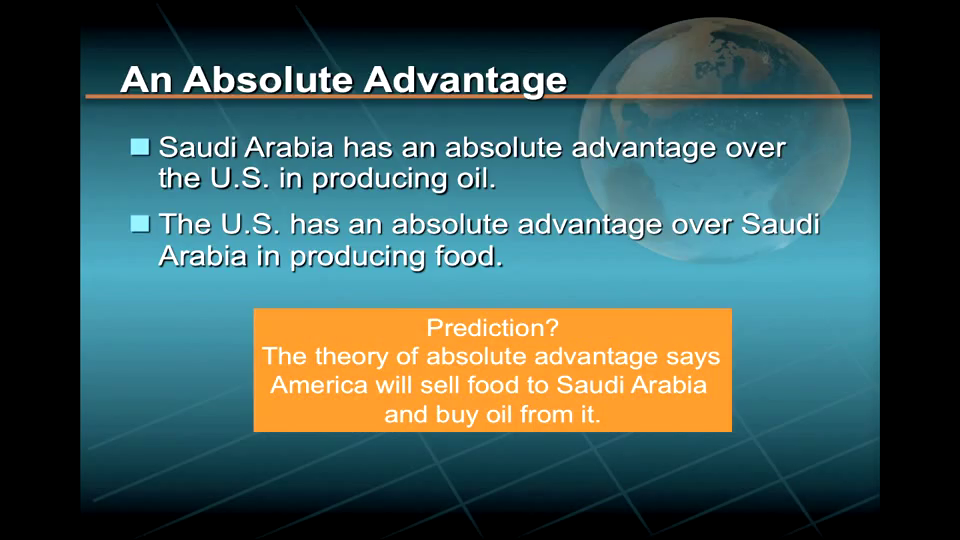 An Absolute Advantage
Saudi Arabia has an absolute advantage over
the U.S. in producing oil.
The U.S. has an absolute advantage over Saudi
Arabia in producing food.
Prediction?
The theory of absolute advantage says
America will sell food to Saudi Arabia
and buy oil from it.